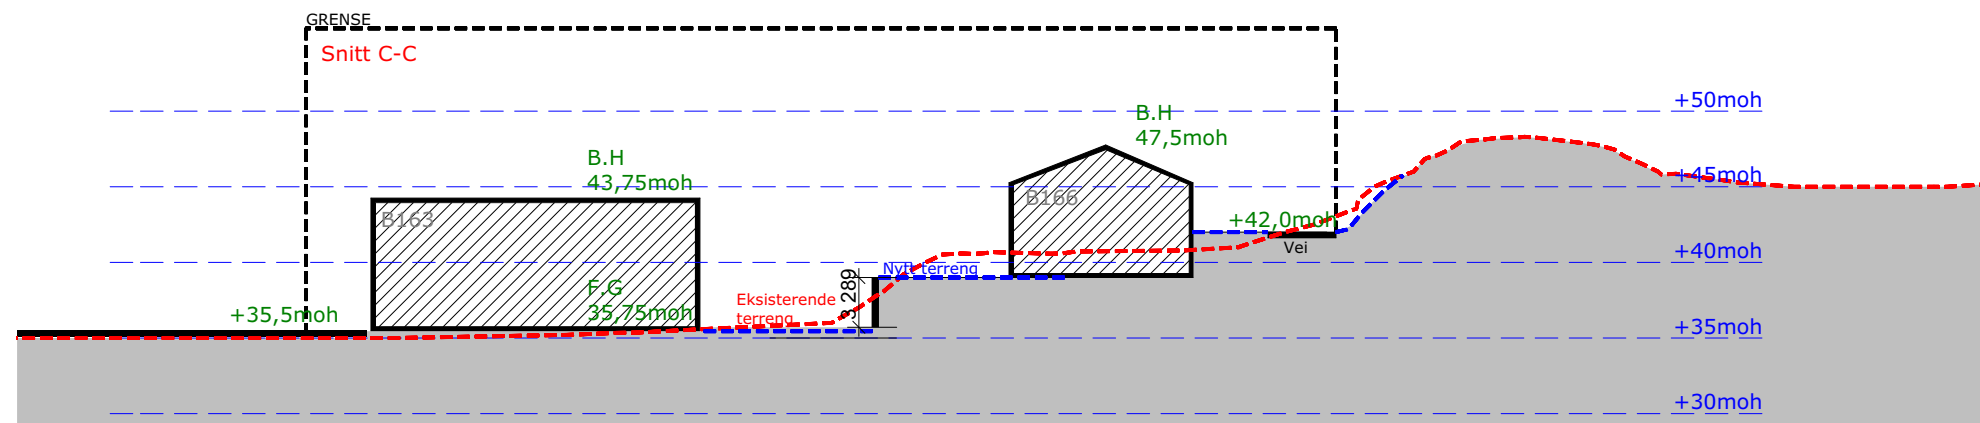 GRENSE
Snitt C-C
+50moh
B.H
47,5moh
B.H
43,75moh
+45moh
B166
B163
+42,0moh
Vei
+40moh
Nytt terreng
3,289
F.G
35,75moh
Eksisterende
terreng
+35,5moh
+35moh
+30moh